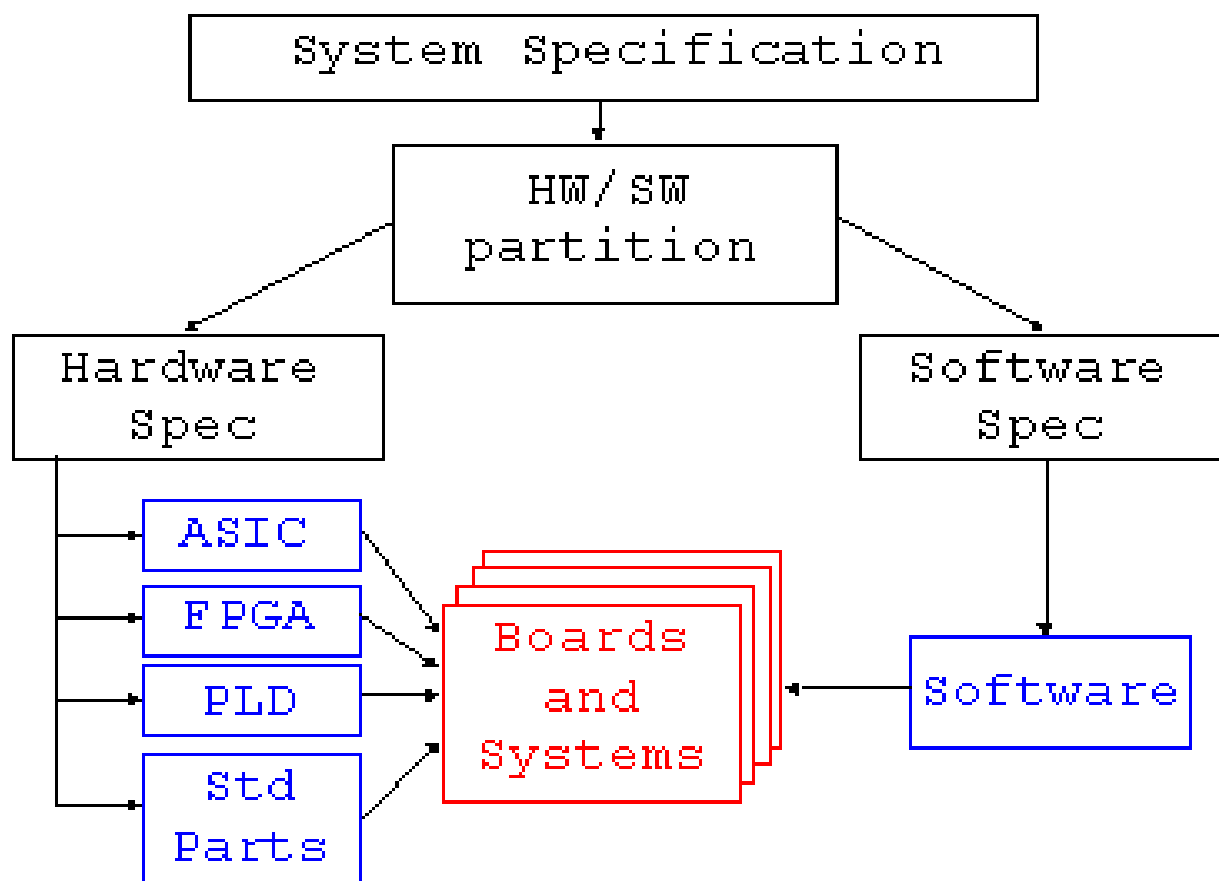 System Specification
HW/SW
partition
Hardware
Spec
Software
Spec
ASIC
FPGA
PLD
Std
Parts
Boards
and
Systems
Software